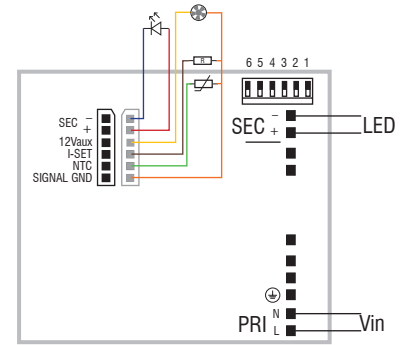 R
6 5 4 3 2 1
SEC
−
+
12Vaux
I-SET
NTC
SIGNAL GND
SEC
−
+
LED
PRI
N
L
Vin